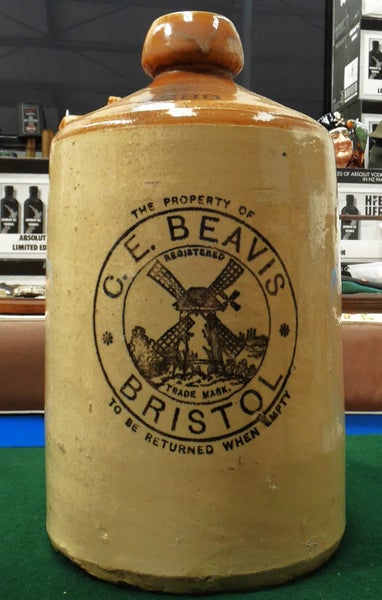 THE PROPERTY OF
C. E. BEAVIS
REGISTERED
TRADE MARK.
BRISTOL
TO BE RETURNED WHEN EMPTY
ABSOLUT
LIMITED ED